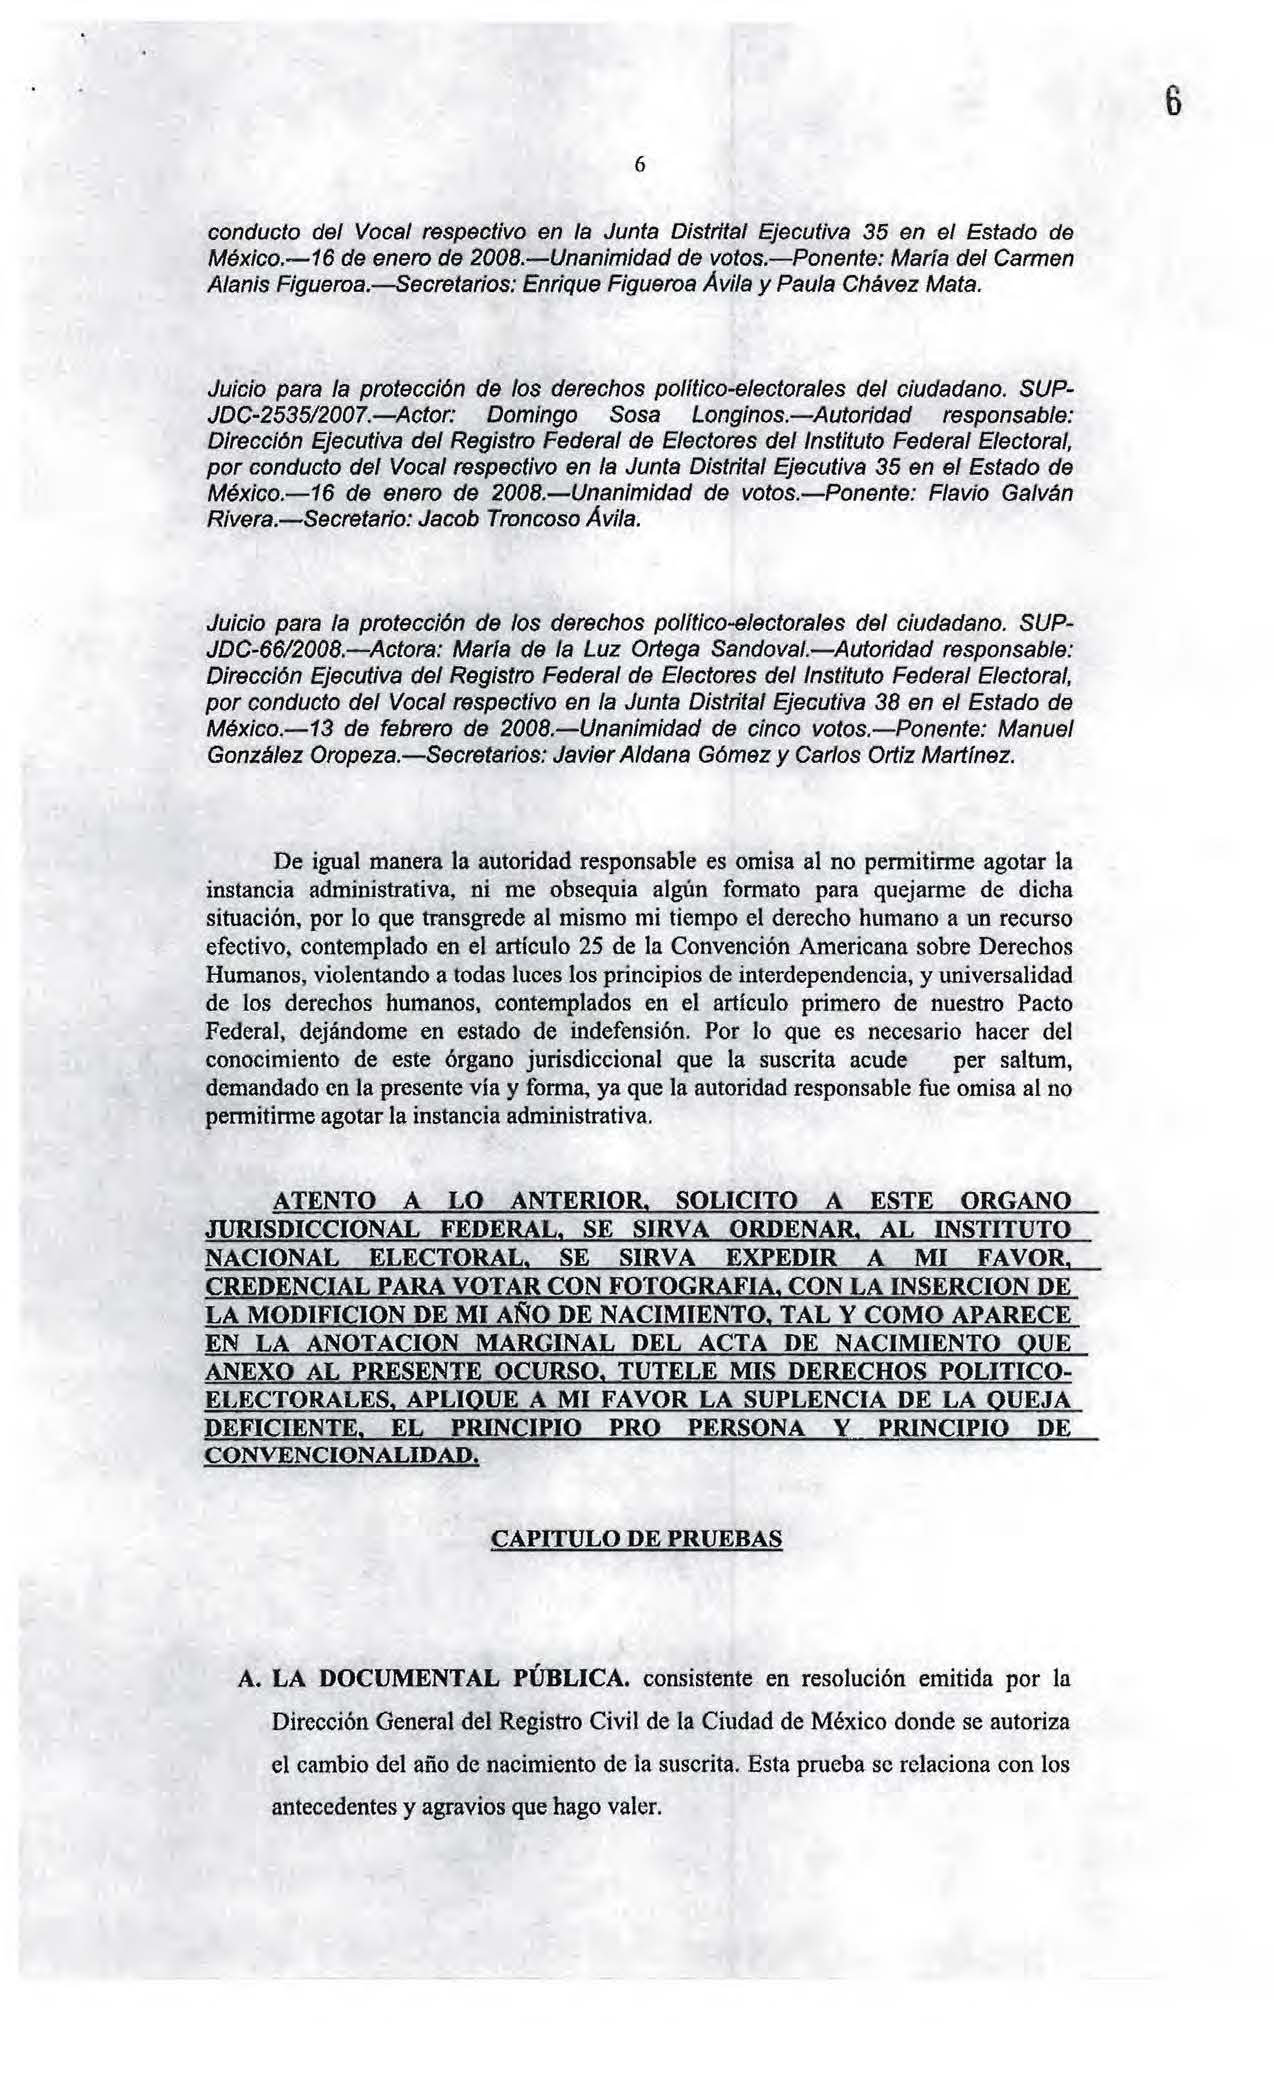 6
6
conducto del Vocal respectivo en la Junta Distrital Ejecutiva 35 en el Estado de
México.—16 de enero de 2008.—Unanimidad de votos.—Ponente: María del Carmen
Alanis Figueroa.—Secretarios: Enrique Figueroa Ávila y Paula Chávez Mata.
Juicio para la protección de los derechos político-electorales del ciudadano. SUP-
JDC-2535/2007.—Actor: Domingo Sosa Longinos.—Autoridad responsable:
Dirección Ejecutiva del Registro Federal de Electores del Instituto Federal Electoral,
por conducto del Vocal respectivo en la Junta Distrital Ejecutiva 35 en el Estado de
México.—16 de enero de 2008.—Unanimidad de votos.—Ponente: Flavio Galván
Rivera.—Secretario: Jacob Troncoso Ávila.
Juicio para la protección de los derechos político-electorales del ciudadano. SUP-
JDC-66/2008.—Actora: María de la Luz Ortega Sandoval.—Autoridad responsable:
Dirección Ejecutiva del Registro Federal de Electores del Instituto Federal Electoral,
por conducto del Vocal respectivo en la Junta Distrital Ejecutiva 38 en el Estado de
México.—13 de febrero de 2008.—Unanimidad de cinco votos.—Ponente: Manuel
González Oropeza.—Secretarios: Javier Aldana Gómez y Carlos Ortiz Martínez.
De igual manera la autoridad responsable es omisa al no permitirme agotar la
instancia administrativa, ni me obsequia algún formato para quejarme de dicha
situación, por lo que transgrede al mismo mi tiempo el derecho humano a un recurso
efectivo, contemplado en el artículo 25 de la Convención Americana sobre Derechos
Humanos, violentando a todas luces los principios de interdependencia, y universalidad
de los derechos humanos, contemplados en el artículo primero de nuestro Pacto
Federal, dejándome en estado de indefensión. Por lo que es necesario hacer del
conocimiento de este órgano jurisdiccional que la suscrita acude per saltum,
demandado en la presente vía y forma, ya que la autoridad responsable fue omisa al no
permitirme agotar la instancia administrativa.
ATENTO A LO ANTERIOR, SOLICITO A ESTE ORGANO
JURISDICCIONAL FEDERAL, SE SIRVA ORDENAR, AL INSTITUTO
NACIONAL ELECTORAL, SE SIRVA EXPEDIR A MI FAVOR,
CREDENCIAL PARA VOTAR CON FOTOGRAFIA, CON LA INSERCION DE
LA MODIFICION DE MI AÑO DE NACIMIENTO, TAL Y COMO APARECE
EN LA ANOTACION MARGINAL DEL ACTA DE NACIMIENTO QUE
ANEXO AL PRESENTE OCURSO, TUTELE MIS DERECHOS POLITICO-
ELECTORALES, APLIQUE A MI FAVOR LA SUPLENCIA DE LA QUEJA
DEFICIENTE, EL PRINCIPIO PRO PERSONA Y PRINCIPIO DE
CONVENCIONALIDAD.
CAPITULO DE PRUEBAS
A. LA DOCUMENTAL PÚBLICA. consistente en resolución emitida por la
Dirección General del Registro Civil de la Ciudad de México donde se autoriza
el cambio del año de nacimiento de la suscrita. Esta prueba se relaciona con los
antecedentes y agravios que hago valer.